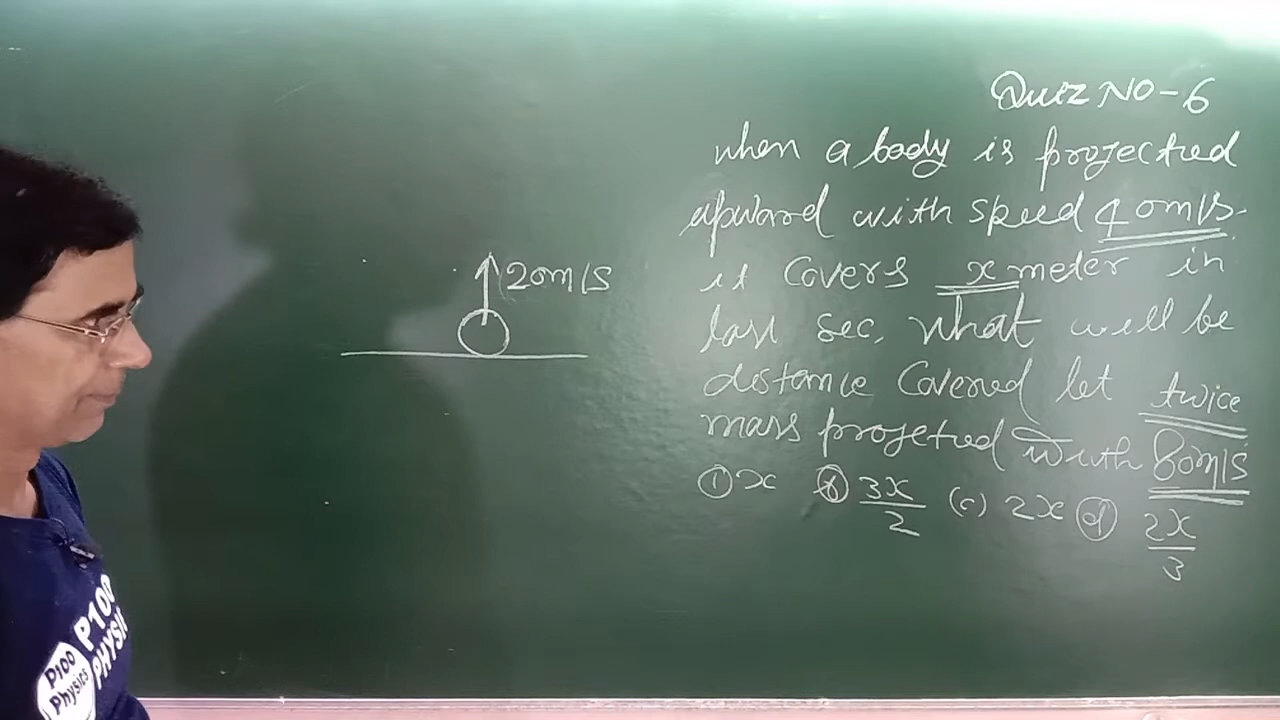 Quiz NO-6
when a body is projected
upward with speed 40m/s.
it covers x meter in
last sec, what will be
distance covered let twice
mass projected with 80m/s
① x ⓑ 3x/2 (c) 2x ⓓ 2x/3
20m/s
P100
PHYSI
P100
Physics